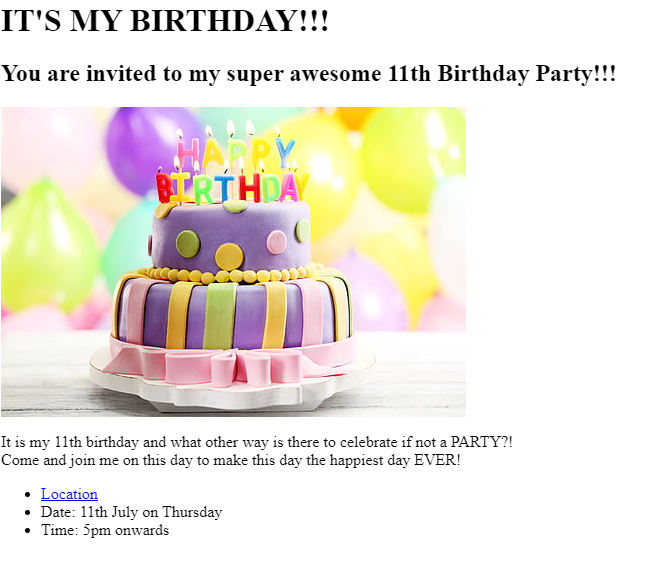 IT'S MY BIRTHDAY!!!
You are invited to my super awesome 11th Birthday Party!!!
HAPPY
BIRTHDAY
It is my 11th birthday and what other way is there to celebrate if not a PARTY?!
Come and join me on this day to make this day the happiest day EVER!
Location
Date: 11th July on Thursday
Time: 5pm onwards